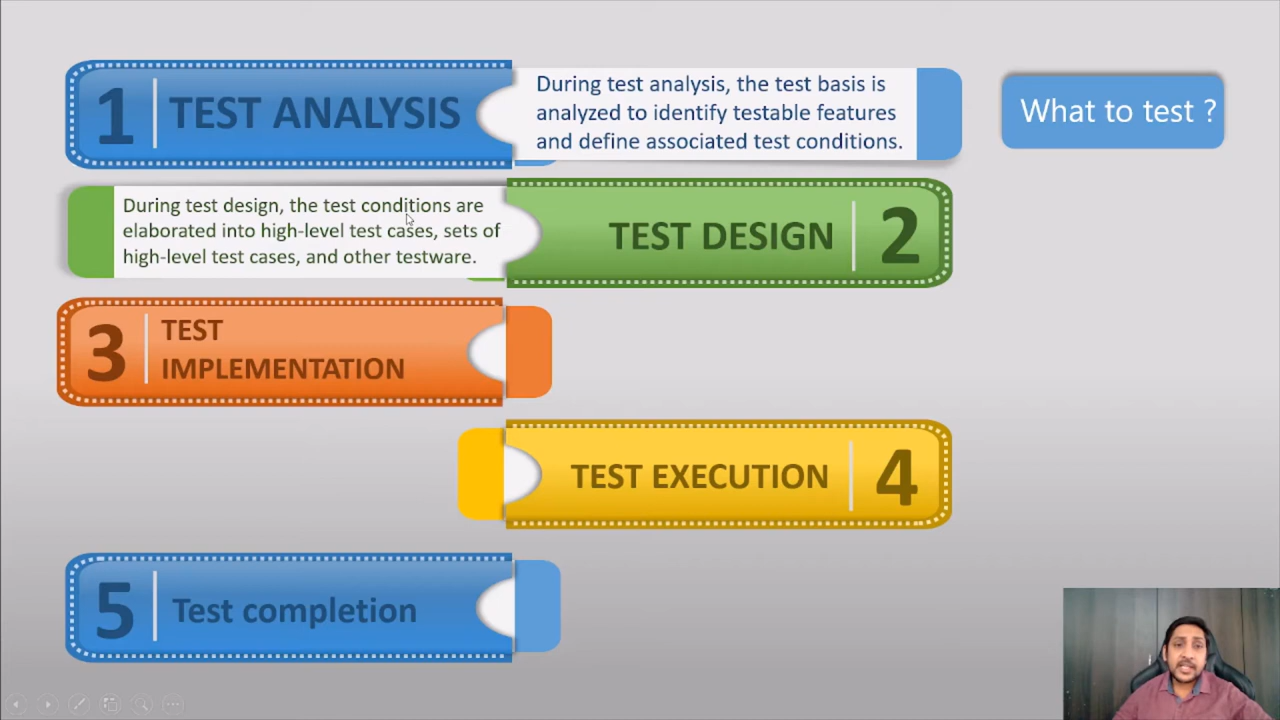 1
TEST ANALYSIS
During test analysis, the test basis is
analyzed to identify testable features
and define associated test conditions.
What to test ?
During test design, the test conditions are
elaborated into high-level test cases, sets of
high-level test cases, and other testware.
TEST DESIGN
2
3
TEST
IMPLEMENTATION
TEST EXECUTION
4
5
Test completion